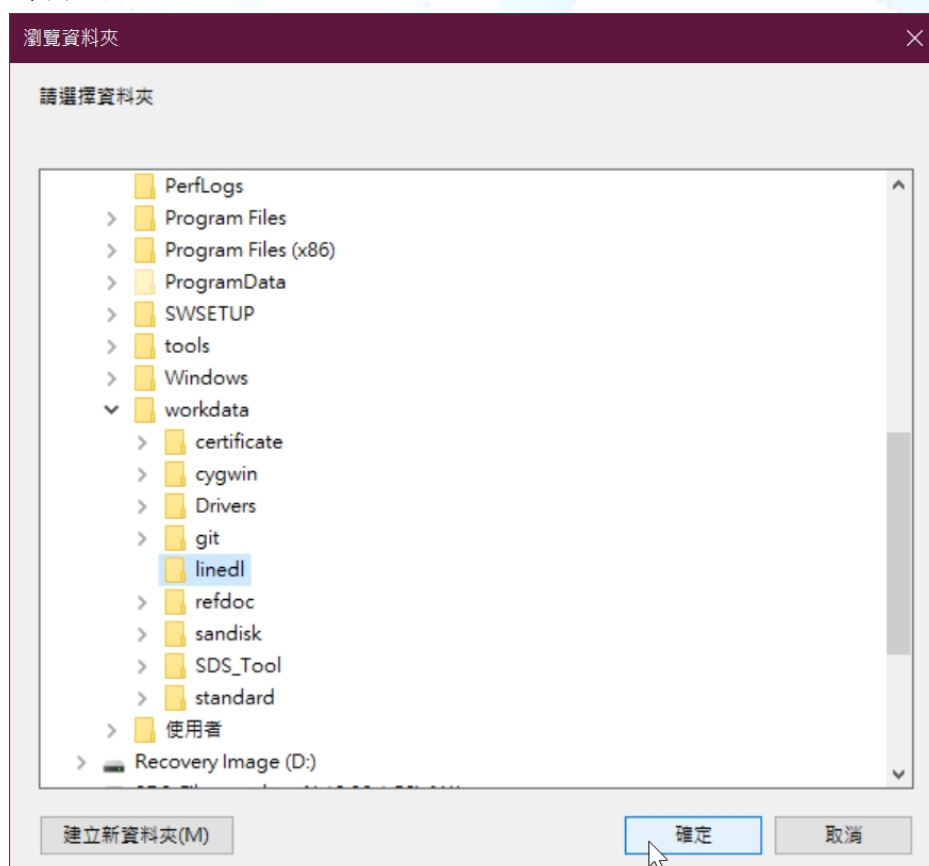 瀏覽資料夾
請選擇資料夾
PerfLogs
Program Files
Program Files (x86)
ProgramData
SWSETUP
tools
Windows
workdata
certificate
cygwin
Drivers
git
linedl
refdoc
sandisk
SDS_Tool
standard
使用者
Recovery Image (D:)
建立新資料夾(M)
確定
取消